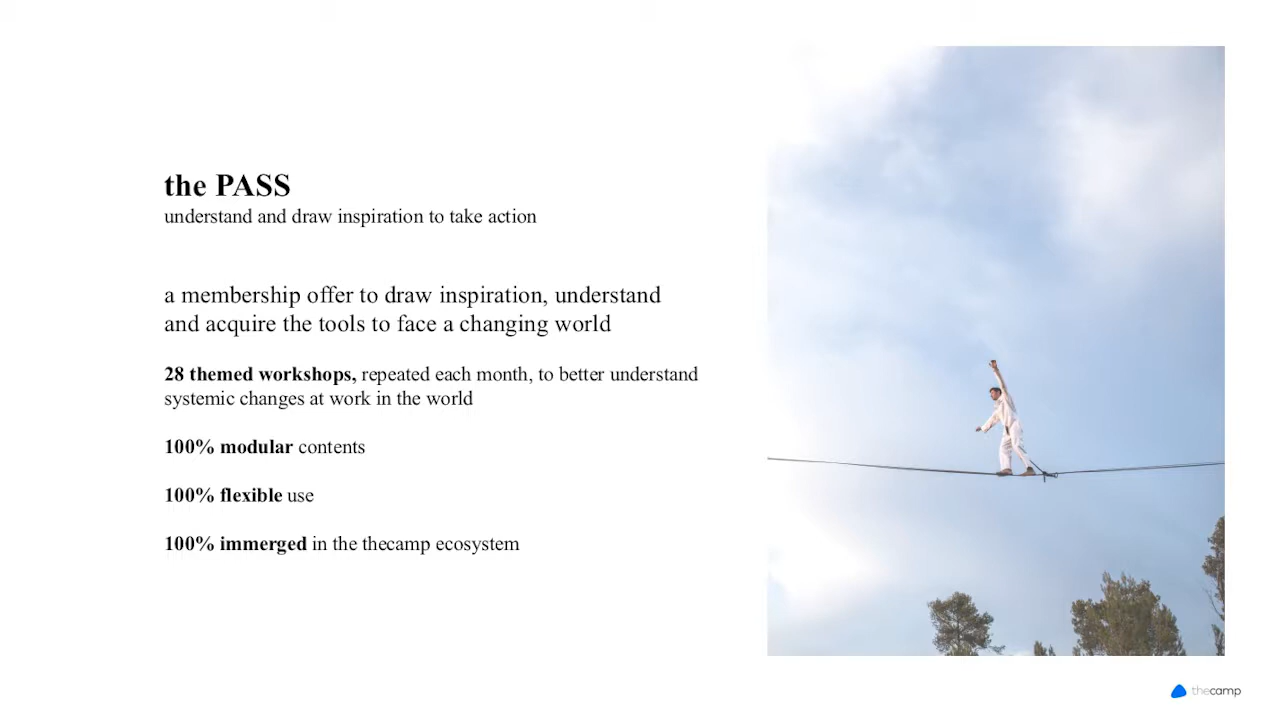 the PASS
understand and draw inspiration to take action
a membership offer to draw inspiration, understand
and acquire the tools to face a changing world
28 themed workshops, repeated each month, to better understand
systemic changes at work in the world
100% modular contents
100% flexible use
100% immerged in the thecamp ecosystem
thecamp